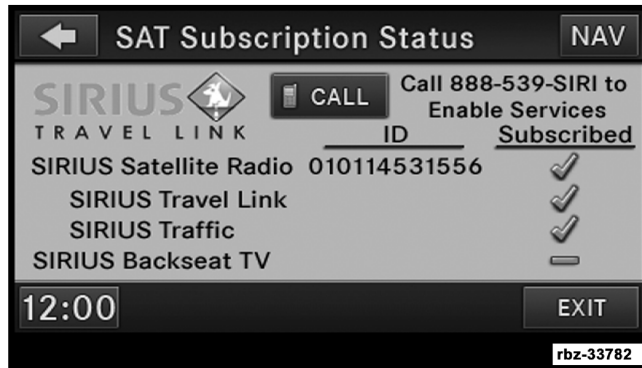 SAT Subscription Status NAV
SIRIUS
TRAVEL LINK
CALL
Call 888-539-SIRI to
Enable Services
ID Subscribed
SIRIUS Satellite Radio 010114531556
SIRIUS Travel Link
SIRIUS Traffic
SIRIUS Backseat TV
12:00 EXIT
rbz-33782